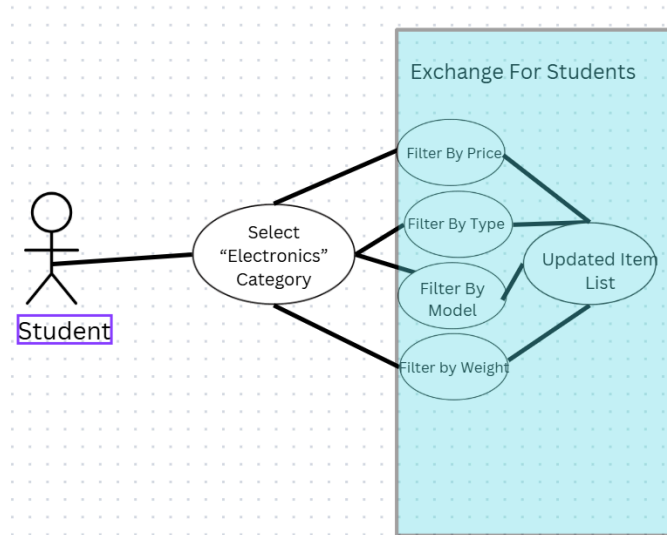 Exchange For Students
Filter By Price
Filter By Type
Select
“Electronics”
Category
Updated Item
List
Filter By
Model
Student
Filter by Weight